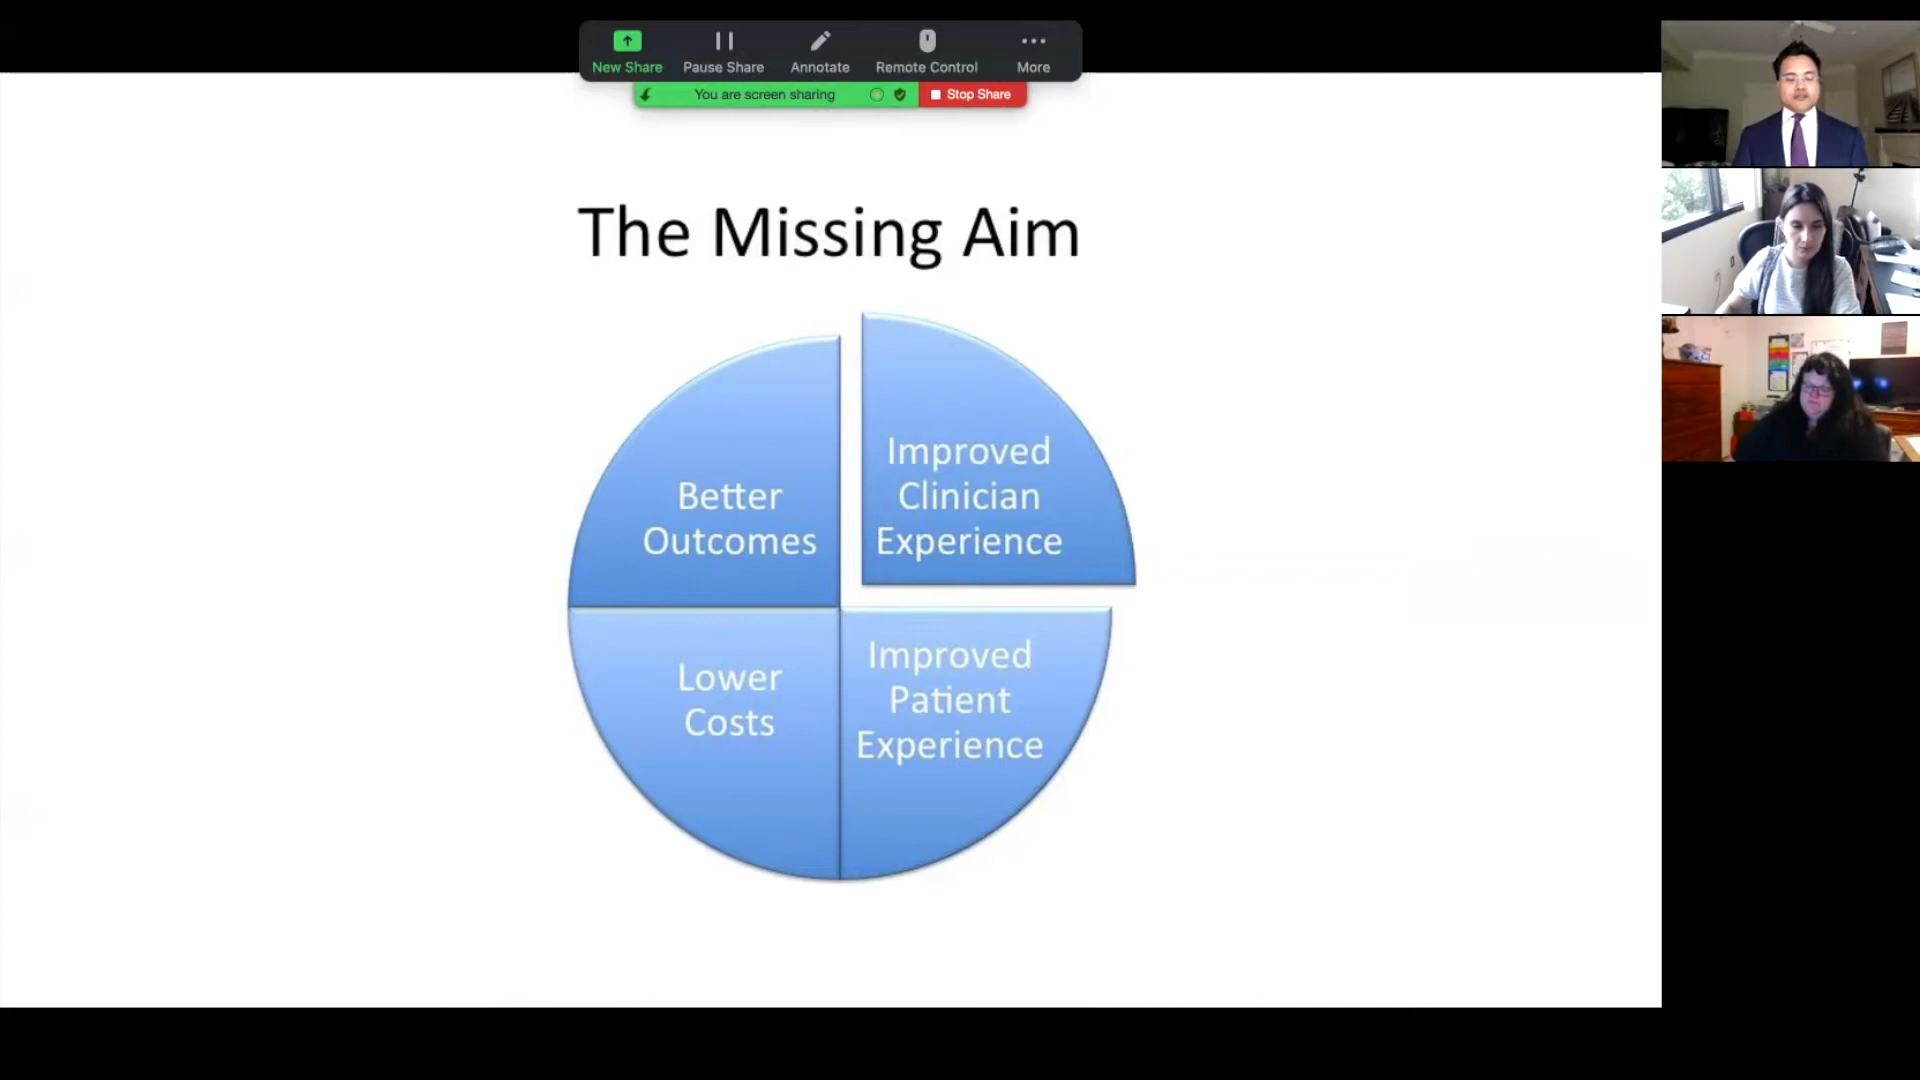 New Share
Pause Share
Annotate
Remote Control
More
You are screen sharing
Stop Share
The Missing Aim
Better
Outcomes
Improved
Clinician
Experience
Lower
Costs
Improved
Patient
Experience